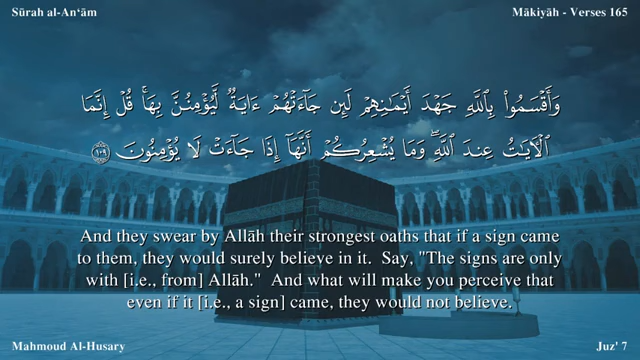 Sūrah al-An‘ām
Mākiyāh - Verses 165
وَأَقْسَمُوا۟ بِٱللَّهِ جَهْدَ أَيْمَـٰنِهِمْ لَئِن جَآءَتْهُمْ ءَايَةٌ لَّيُؤْمِنُنَّ بِهَا ۚ قُلْ إِنَّمَا
ٱلْـَٔايَـٰتُ عِندَ ٱللَّهِ ۖ وَمَا يُشْعِرُكُمْ أَنَّهَآ إِذَا جَآءَتْ لَا يُؤْمِنُونَ ١٠٩
And they swear by Allāh their strongest oaths that if a sign came
to them, they would surely believe in it.  Say, "The signs are only
with [i.e., from] Allāh."  And what will make you perceive that
even if it [i.e., a sign] came, they would not believe.
Mahmoud Al-Husary
Juz' 7